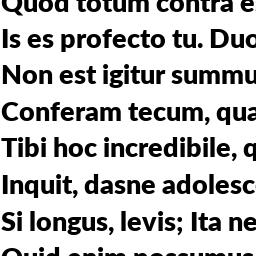 Quod totum contra e
Is es profecto tu. Duo
Non est igitur summu
Conferam tecum, qua
Tibi hoc incredibile, q
Inquit, dasne adolesc
Si longus, levis; Ita ne
Quid enim possumus